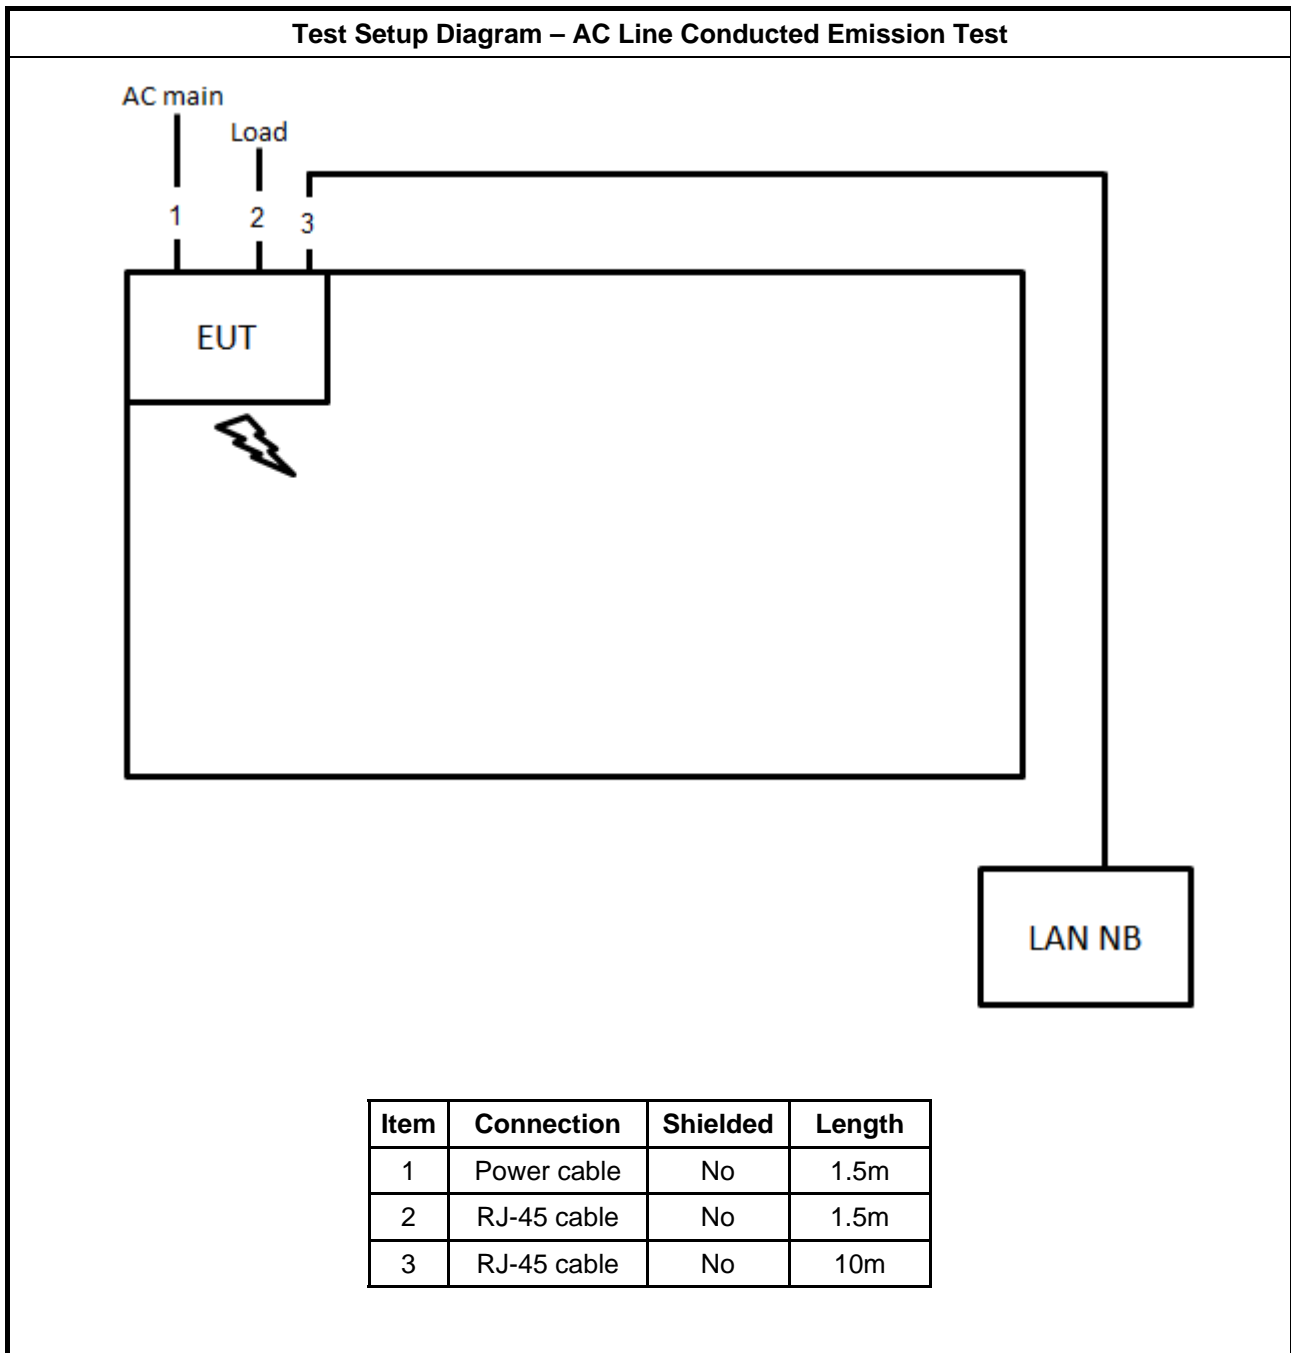 Test Setup Diagram – AC Line Conducted Emission Test
AC main
Load
1
2
3
EUT
LAN NB
Item Connection Shielded Length
1 Power cable No 1.5m
2 RJ-45 cable No 1.5m
3 RJ-45 cable No 10m